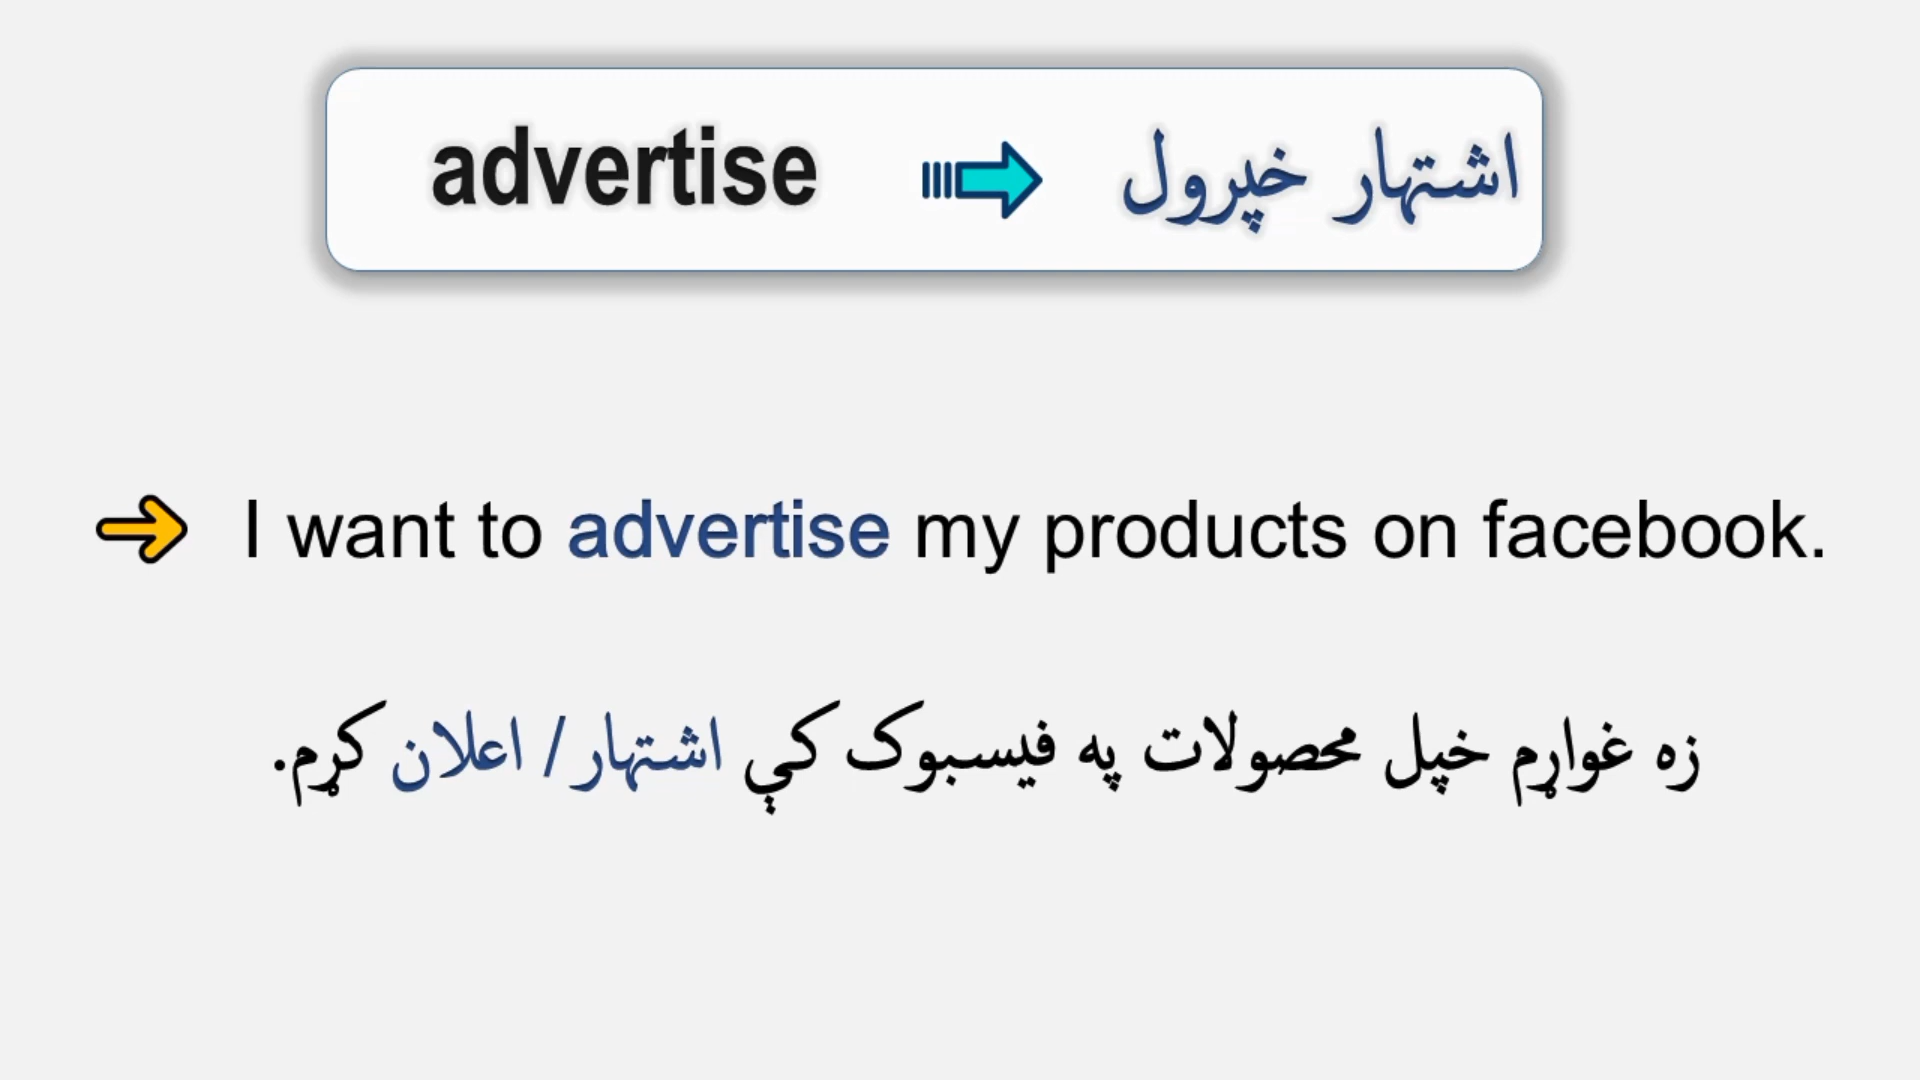 advertise اشتهار خپرول
I want to advertise my products on facebook.
زه غواړم خپل محصولات په فيسبوک کې اشتهار / اعلان کړم.